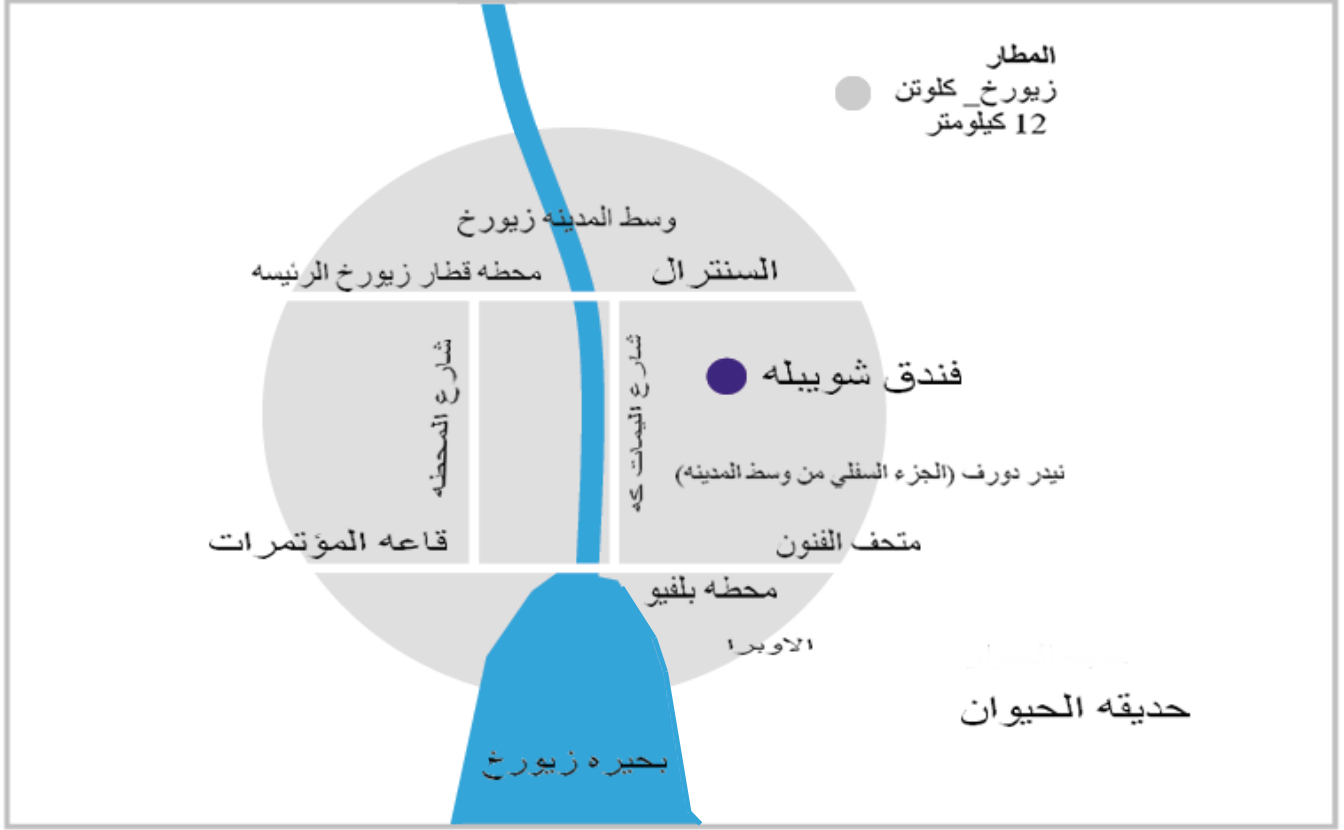 المطار
زيورخ_ كلوتن
12 كيلومتر
وسط المدينه زيورخ
السنترال
محطه قطار زيورخ الرئيسه
شارع المحطه
شارع اليمات كه
فندق شويبله
نيدر دورف (الجزء السفلي من وسط المدينه)
متحف الفنون
قاعه المؤتمرات
محطه بلفيو
الاوبرا
حديقه الحيوان
بحيره زيورخ